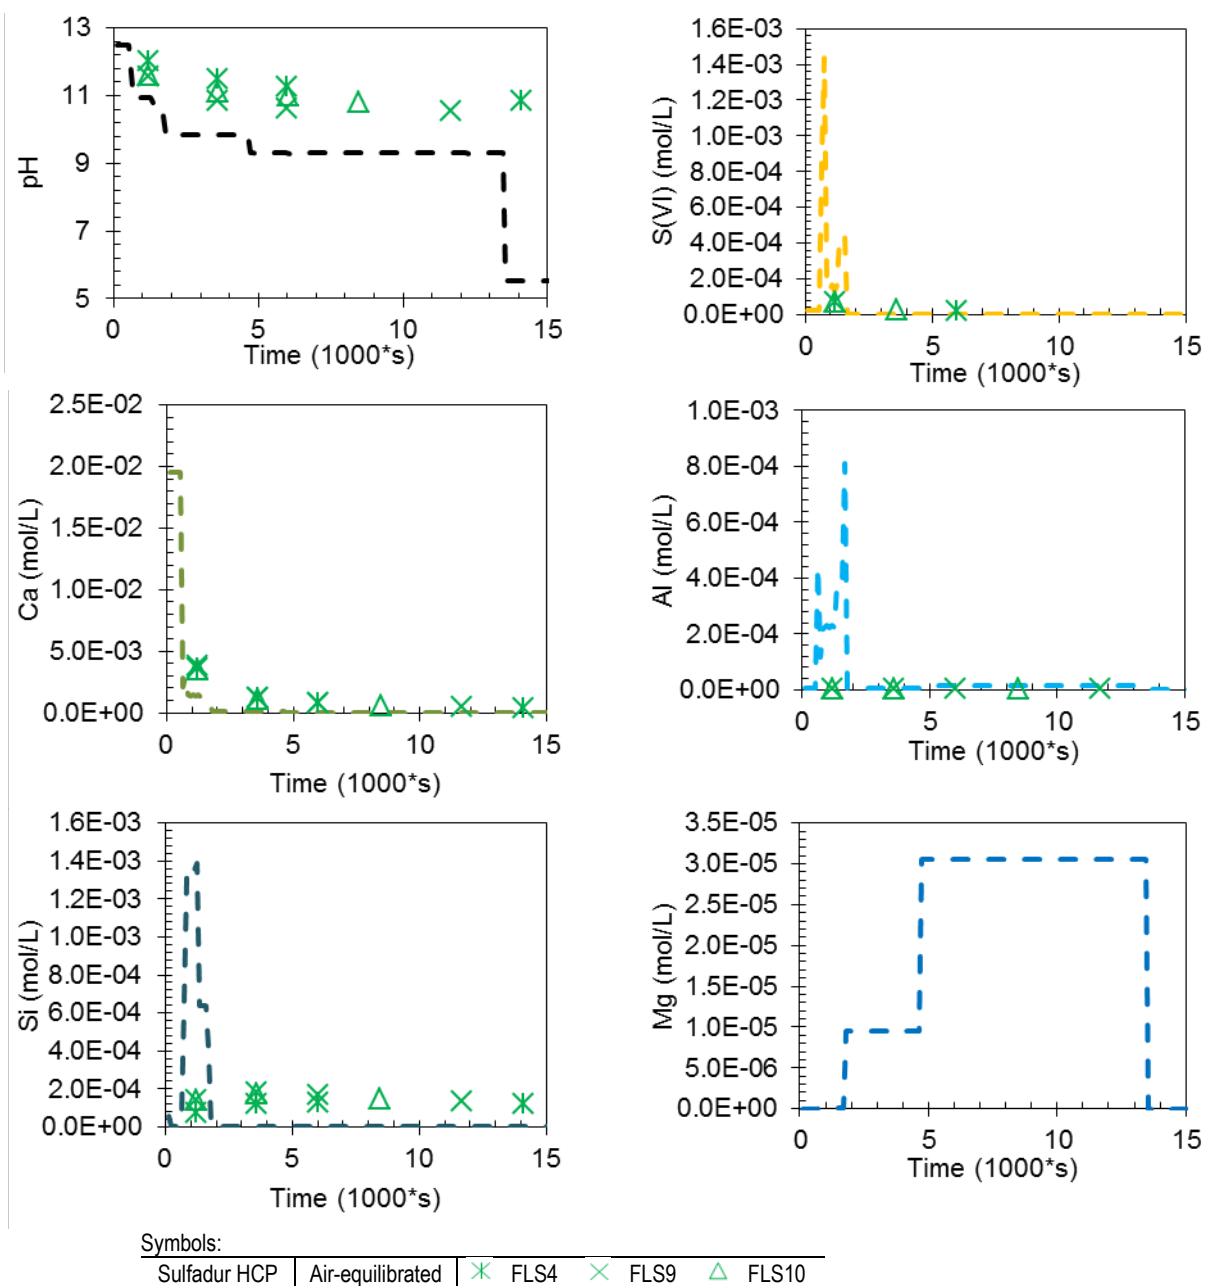 13
11
9
7
5
pH
0
5
10
15
Time (1000*s)
1.6E-03
1.4E-03
1.2E-03
1.0E-03
8.0E-04
6.0E-04
4.0E-04
2.0E-04
0.0E+00
S(VI) (mol/L)
0
5
10
15
Time (1000*s)
2.5E-02
2.0E-02
1.5E-02
1.0E-02
5.0E-03
0.0E+00
Ca (mol/L)
0
5
10
15
Time (1000*s)
1.0E-03
8.0E-04
6.0E-04
4.0E-04
2.0E-04
0.0E+00
Al (mol/L)
0
5
10
15
Time (1000*s)
1.6E-03
1.4E-03
1.2E-03
1.0E-03
8.0E-04
6.0E-04
4.0E-04
2.0E-04
0.0E+00
Si (mol/L)
0
5
10
15
Time (1000*s)
3.5E-05
3.0E-05
2.5E-05
2.0E-05
1.5E-05
1.0E-05
5.0E-06
0.0E+00
Mg (mol/L)
0
5
10
15
Time (1000*s)
Symbols:
Sulfadur HCP Air-equilibrated FLS4 FLS9 FLS10